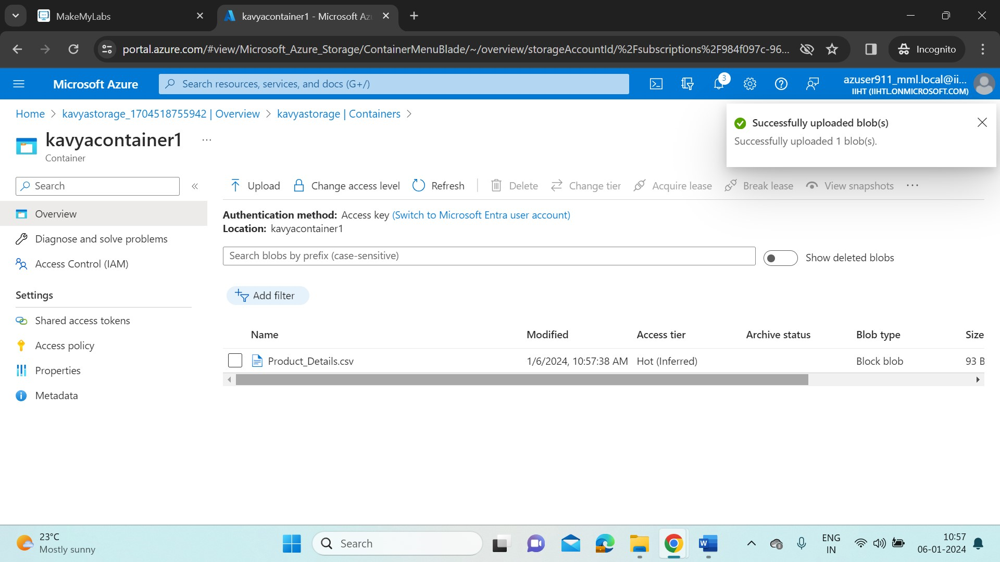 MakeMyLabs
kavyacontainer1 - Microsoft Az
portal.azure.com/#view/Microsoft_Azure_Storage/ContainerMenuBlade/~/overview/storageAccountId/%2Fsubscriptions%2F984f097c-96...
Incognito
Microsoft Azure
Search resources, services, and docs (G+/)
3
azuser911_mml.local@ii...
IIHT (IIHTL.ONMICROSOFT.COM)
Home > kavyastorage_1704518755942 | Overview > kavyastorage | Containers >
Successfully uploaded blob(s)
Successfully uploaded 1 blob(s).
kavyacontainer1 ...
Container
Search
«
Upload Change access level Refresh Delete Change tier Acquire lease Break lease View snapshots ...
Overview
Diagnose and solve problems
Access Control (IAM)
Settings
Shared access tokens
Access policy
Properties
Metadata
Authentication method: Access key (Switch to Microsoft Entra user account)
Location: kavyacontainer1
Search blobs by prefix (case-sensitive)
Show deleted blobs
Add filter
Name Modified Access tier Archive status Blob type Size
Product_Details.csv 1/6/2024, 10:57:38 AM Hot (Inferred) Block blob 93 B
23°C
Mostly sunny
Search
W
ENG
IN
10:57
06-01-2024